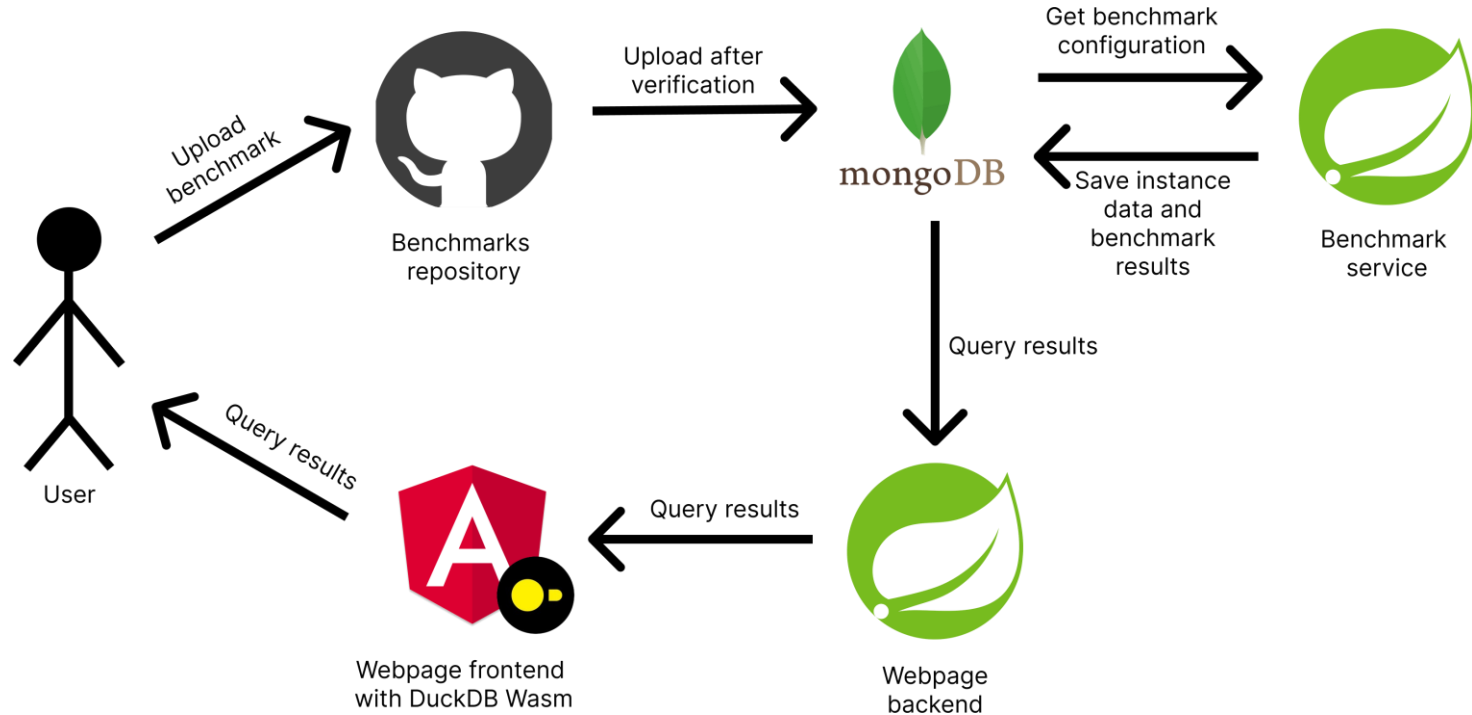 Upload
benchmark
Benchmarks
repository
Upload after
verification
mongoDB
Get benchmark
configuration
Save instance
data and
benchmark
results
Benchmark
service
Query results
User
Query results
A
Webpage frontend
with DuckDB Wasm
Query results
Webpage
backend